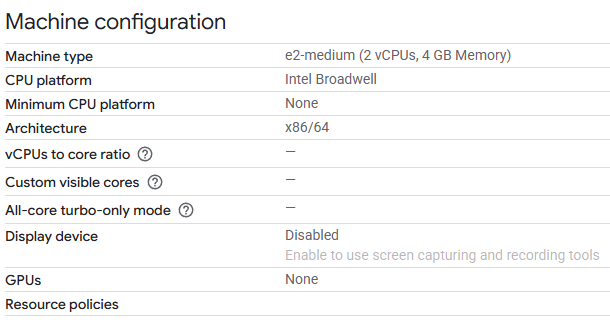 Machine configuration
Machine type e2-medium (2 vCPUs, 4 GB Memory)
CPU platform Intel Broadwell
Minimum CPU platform None
Architecture x86/64
vCPUs to core ratio ? —
Custom visible cores ? —
All-core turbo-only mode ? —
Display device Disabled
Enable to use screen capturing and recording tools
GPUs None
Resource policies